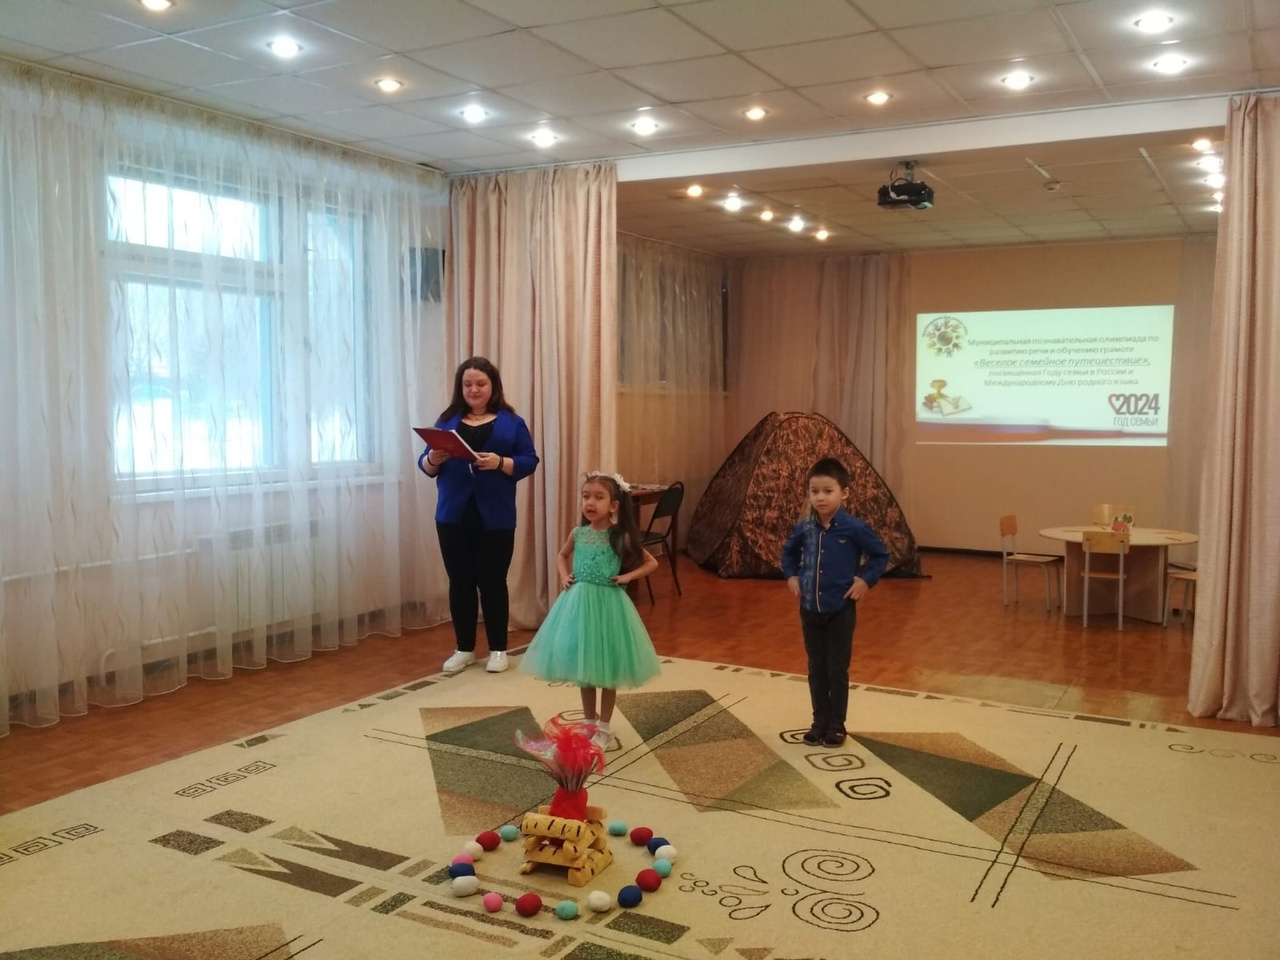 Муниципальная познавательная олимпиада по
развитию речи и обучению грамоте
«Веселое семейное путешествие»,
посвященная Году семьи в России и
Международному Дню родного языка
2024
ГОД СЕМЬИ